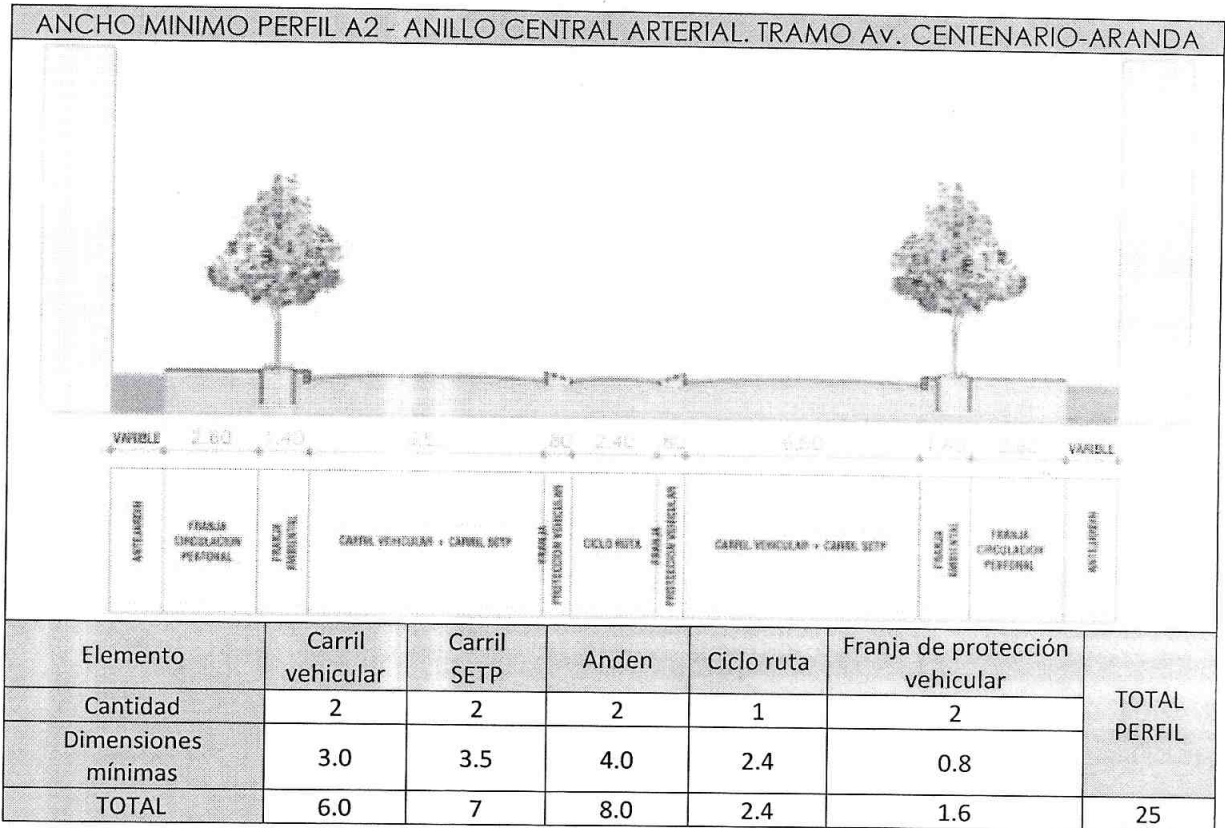 ANCHO MINIMO PERFIL A2 - ANILLO CENTRAL ARTERIAL. TRAMO Av. CENTENARIO-ARANDA
VARIBLE 2.60 1.40 .80 2.40 .80 6.50 VARIBLE
ANTEJARDIN
FRANJA CIRCULACION PEATONAL
FRANJA AMBIENTAL
CARRIL VEHICULAR + CARRIL SETP
FRANJA PROTECCION VEHICULAR
CICLO RUTA
FRANJA PROTECCION VEHICULAR
CARRIL VEHICULAR + CARRIL SETP
FRANJA AMBIENTAL
FRANJA CIRCULACION PEATONAL
ANTEJARDIN
Elemento Carril vehicular Carril SETP Anden Ciclo ruta Franja de protección vehicular TOTAL PERFIL
Cantidad 2 2 2 1 2
Dimensiones mínimas 3.0 3.5 4.0 2.4 0.8
TOTAL 6.0 7 8.0 2.4 1.6 25